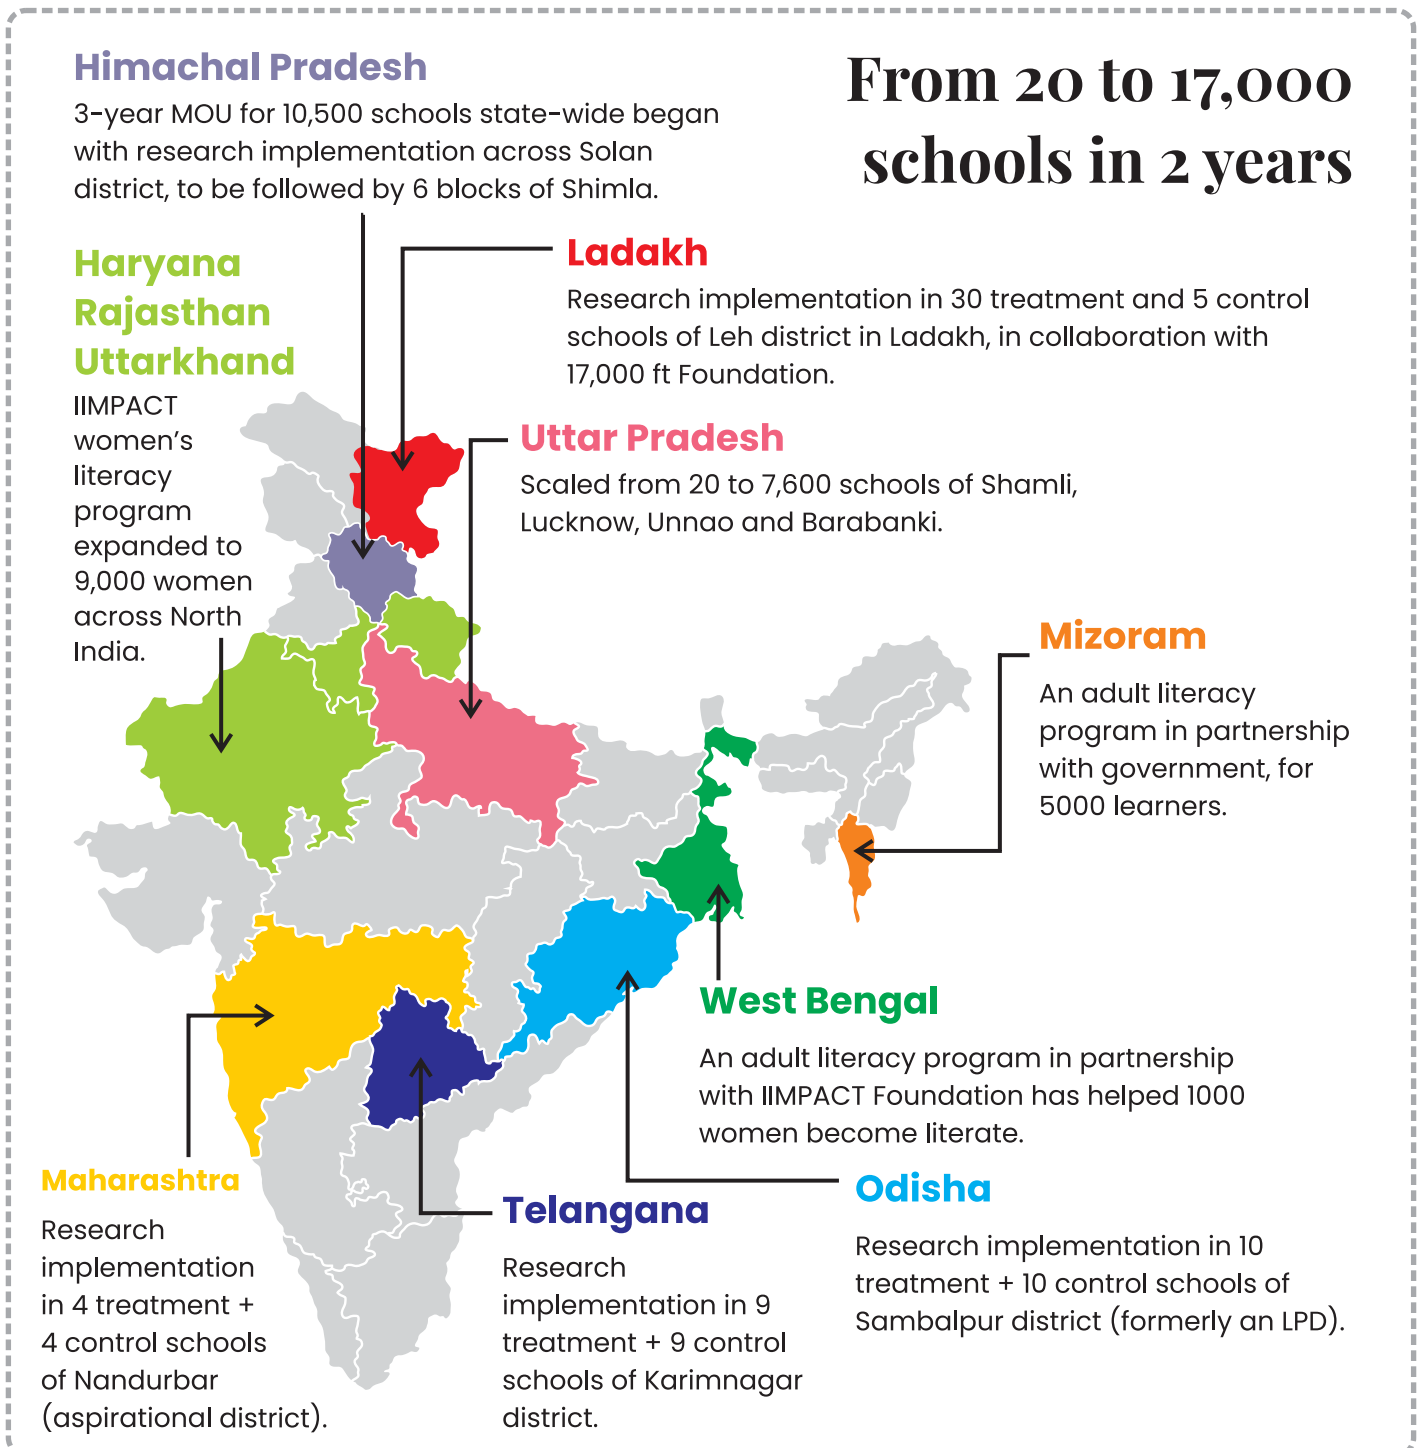 Himachal Pradesh
3-year MOU for 10,500 schools state-wide began
with research implementation across Solan
district, to be followed by 6 blocks of Shimla.
From 20 to 17,000
schools in 2 years
Haryana
Rajasthan
Uttarkhand
IIMPACT
women's
literacy
program
expanded to
9,000 women
across North
India.
Ladakh
Research implementation in 30 treatment and 5 control
schools of Leh district in Ladakh, in collaboration with
17,000 ft Foundation.
Uttar Pradesh
Scaled from 20 to 7,600 schools of Shamli,
Lucknow, Unnao and Barabanki.
Mizoram
An adult literacy
program in partnership
with government, for
5000 learners.
West Bengal
An adult literacy program in partnership
with IIMPACT Foundation has helped 1000
women become literate.
Maharashtra
Research
implementation
in 4 treatment +
4 control schools
of Nandurbar
(aspirational district).
Telangana
Research
implementation in 9
treatment + 9 control
schools of Karimnagar
district.
Odisha
Research implementation in 10
treatment + 10 control schools of
Sambalpur district (formerly an LPD).